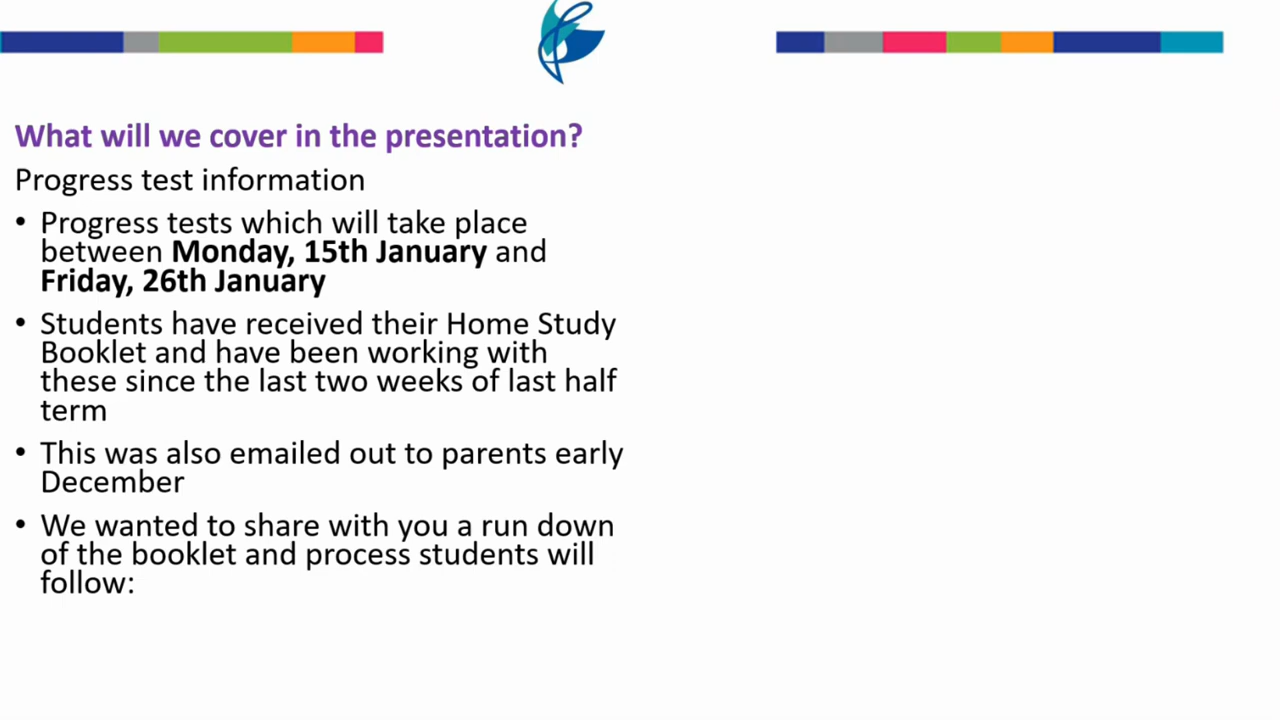 What will we cover in the presentation?
Progress test information
• Progress tests which will take place
between Monday, 15th January and
Friday, 26th January
• Students have received their Home Study
Booklet and have been working with
these since the last two weeks of last half
term
• This was also emailed out to parents early
December
• We wanted to share with you a run down
of the booklet and process students will
follow: